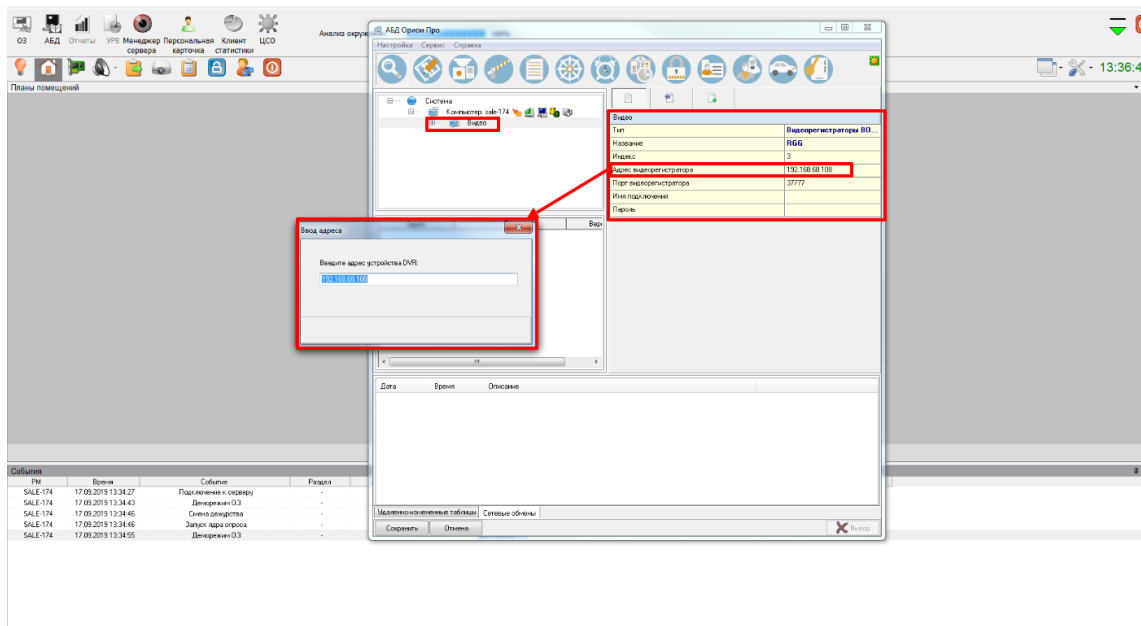 ОЗ АБД Отчеты УРВ Менеджер сервера Персональная карточка Клиент статистики ЦСО
Анализ окруж
13:36:4
Планы помещений
АБД Орион Про
Настройка Сервис Справка
Система
Компьютер: sale-174
Видео
Видео
Тип Видеорегистраторы ВО...
Название RGG
Индекс 3
Адрес видеорегистратора 192.168.68.108
Порт видеорегистратора 37777
Имя подключения
Пароль
Адрес Вер
Ввод адреса
Введите адрес устройства DVR:
192.168.68.108
Дата Время Описание
Удаленно-измененные таблицы Сетевые обмены
Сохранить Отмена Выход
События
РМ Время Событие Раздел
SALE-174 17.09.2019 13:34:27 Подключение к серверу -
SALE-174 17.09.2019 13:34:43 Деморежим ОЗ -
SALE-174 17.09.2019 13:34:46 Смена дежурства -
SALE-174 17.09.2019 13:34:46 Запуск ядра опроса -
SALE-174 17.09.2019 13:34:55 Деморежим ОЗ -